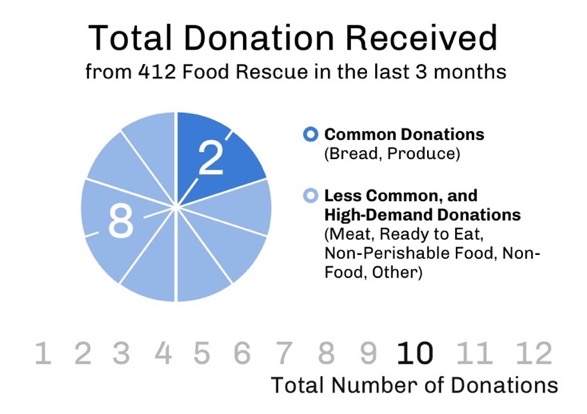 Total Donation Received
from 412 Food Rescue in the last 3 months
2
8
Common Donations
(Bread, Produce)
Less Common, and
High-Demand Donations
(Meat, Ready to Eat,
Non-Perishable Food, Non-
Food, Other)
1 2 3 4 5 6 7 8 9 10 11 12
Total Number of Donations